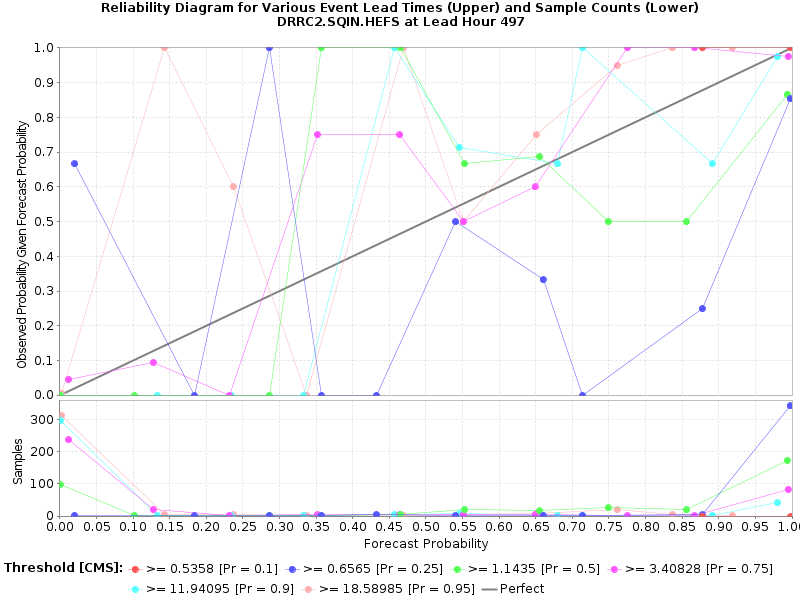 Reliability Diagram for Various Event Lead Times (Upper) and Sample Counts (Lower)
DRRC2.SQIN.HEFS at Lead Hour 497
Observed Probability Given Forecast Probability
1.0
0.9
0.8
0.7
0.6
0.5
0.4
0.3
0.2
0.1
0.0
Samples
300
200
100
0
0.00 0.05 0.10 0.15 0.20 0.25 0.30 0.35 0.40 0.45 0.50 0.55 0.60 0.65 0.70 0.75 0.80 0.85 0.90 0.95 1.0
Forecast Probability
Threshold [CMS]: >= 0.5358 [Pr = 0.1] >= 0.6565 [Pr = 0.25] >= 1.1435 [Pr = 0.5] >= 3.40828 [Pr = 0.75]
>= 11.94095 [Pr = 0.9] >= 18.58985 [Pr = 0.95] Perfect